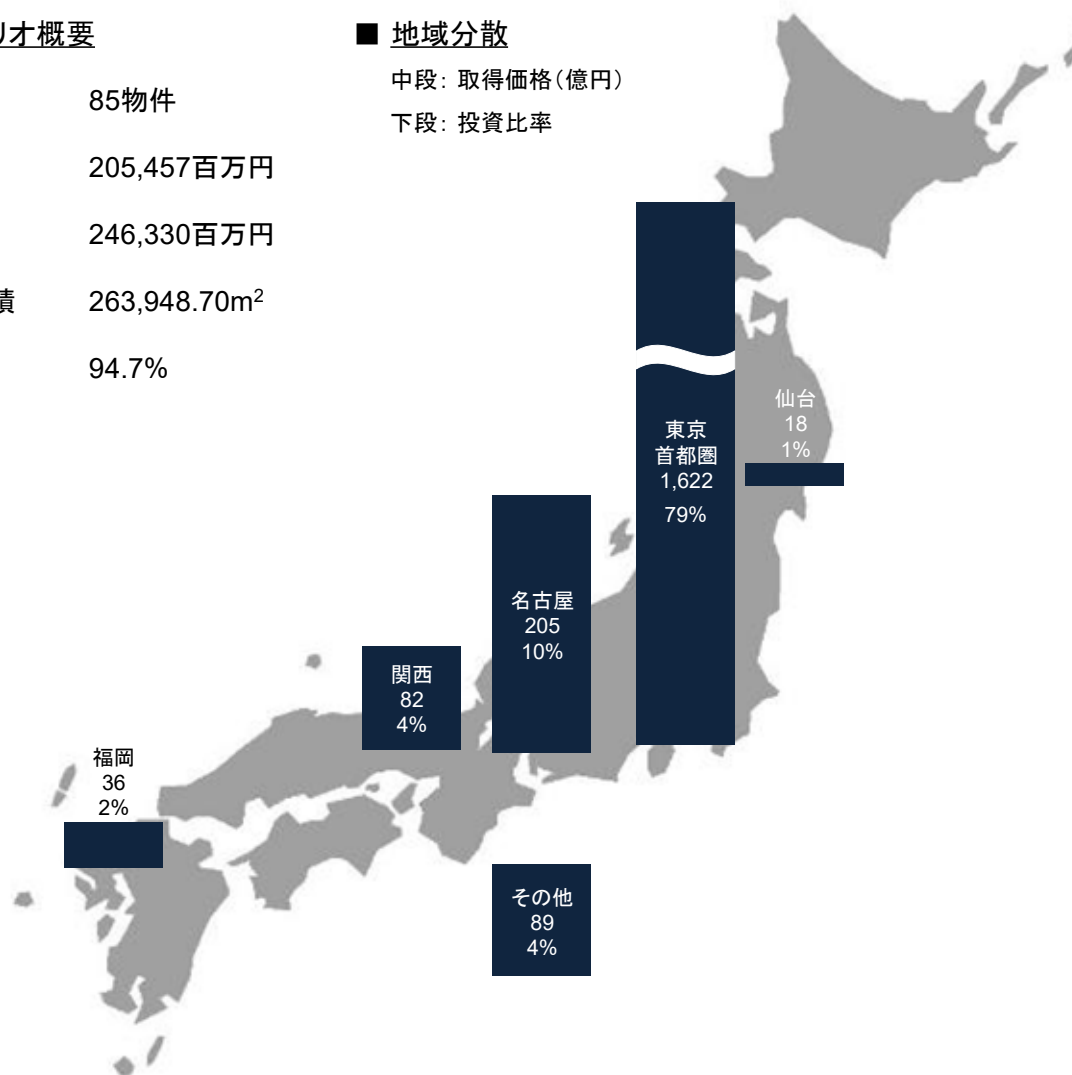 リオ概要
85物件
205,457百万円
246,330百万円
積 263,948.70m²
94.7%
■ 地域分散
中段: 取得価格(億円)
下段: 投資比率
仙台
18
1%
東京
首都圏
1,622
79%
名古屋
205
10%
関西
82
4%
福岡
36
2%
その他
89
4%